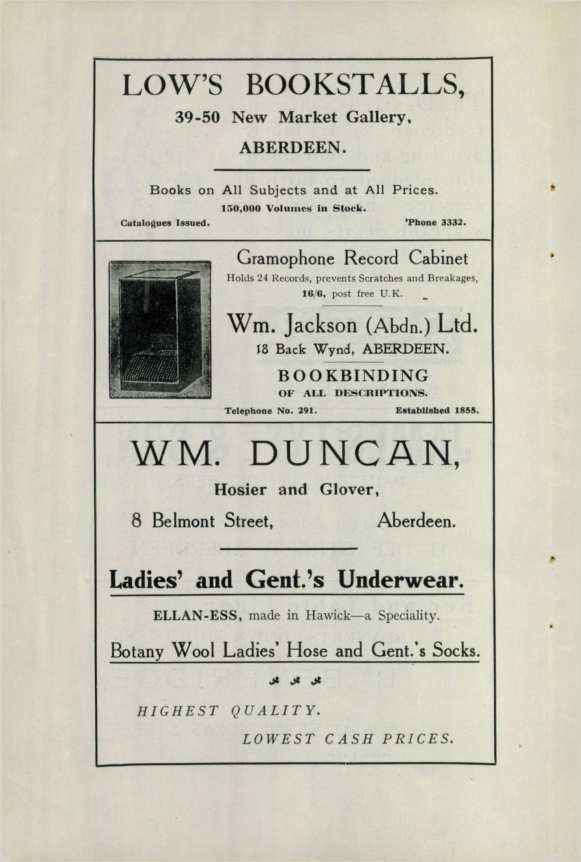 LOW'S BOOKSTALLS,
39-50 New Market Gallery,
ABERDEEN.
Books on All Subjects and at All Prices.
150,000 Volumes in Stock.
Catalogues Issued. 'Phone 3332.
Gramophone Record Cabinet
Holds 24 Records, prevents Scratches and Breakages,
16/6, post free U.K.
Wm. Jackson (Abdn.) Ltd.
18 Back Wynd, ABERDEEN.
BOOKBINDING
OF ALL DESCRIPTIONS.
Telephone No. 291. Established 1855.
WM. DUNCAN,
Hosier and Glover,
8 Belmont Street, Aberdeen.
Ladies' and Gent.'s Underwear.
ELLAN-ESS, made in Hawick—a Speciality.
Botany Wool Ladies' Hose and Gent.'s Socks.
HIGHEST QUALITY.
LOWEST CASH PRICES.